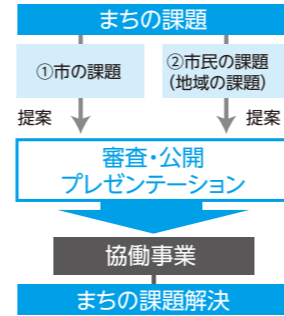 まちの課題
①市の課題
②市民の課題
(地域の課題)
提案
提案
審査・公開
プレゼンテーション
協働事業
まちの課題解決